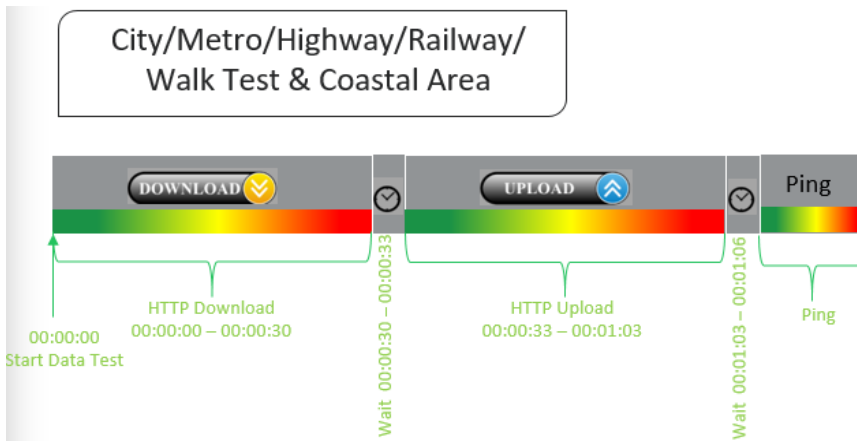 City/Metro/Highway/Railway/
Walk Test & Coastal Area
DOWNLOAD
UPLOAD
Ping
HTTP Download
00:00:00 – 00:00:30
00:00:00
Start Data Test
Wait 00:00:30 – 00:00:33
HTTP Upload
00:00:33 – 00:01:03
Wait 00:01:03 – 00:01:06
Ping